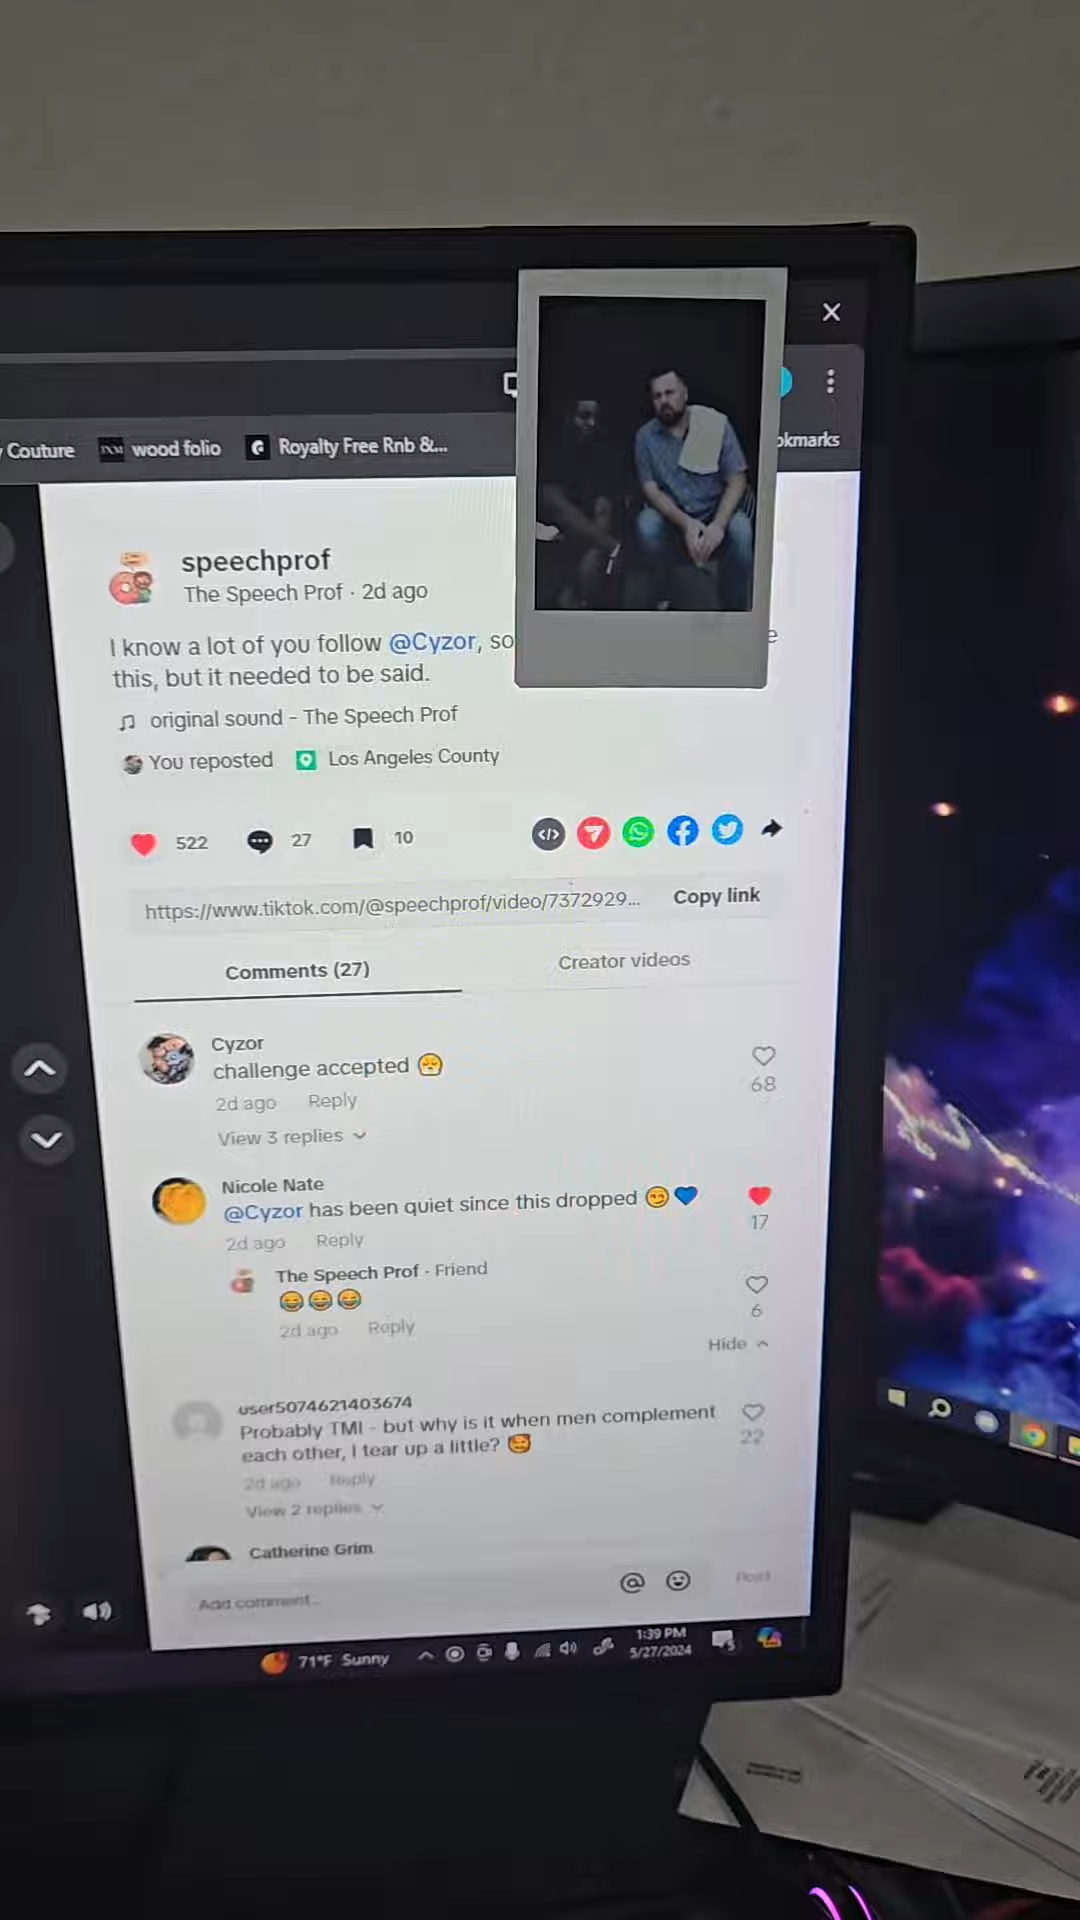 Couture wood folio Royalty Free Rnb &... okmarks
speechprof
The Speech Prof · 2d ago
I know a lot of you follow @Cyzor, so e
this, but it needed to be said.
original sound - The Speech Prof
You reposted Los Angeles County
522 27 10
https://www.tiktok.com/@speechprof/video/7372929... Copy link
Comments (27) Creator videos
Cyzor
challenge accepted
68
2d ago Reply
View 3 replies
Nicole Nate
@Cyzor has been quiet since this dropped
17
2d ago Reply
The Speech Prof · Friend
6
2d ago Reply
Hide
user5074621403674
Probably TMI - but why is it when men complement
each other, I tear up a little?
22
2d ago Reply
View 2 replies
Catherine Grim
Add comment... Post
71°F Sunny 1:39 PM
5/27/2024